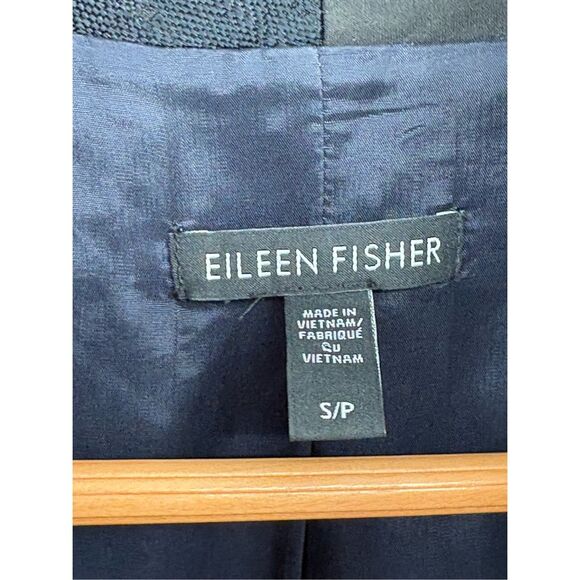 EILEEN FISHER
MADE IN
VIETNAM/
FABRIQUÉ
au
VIETNAM
S/P